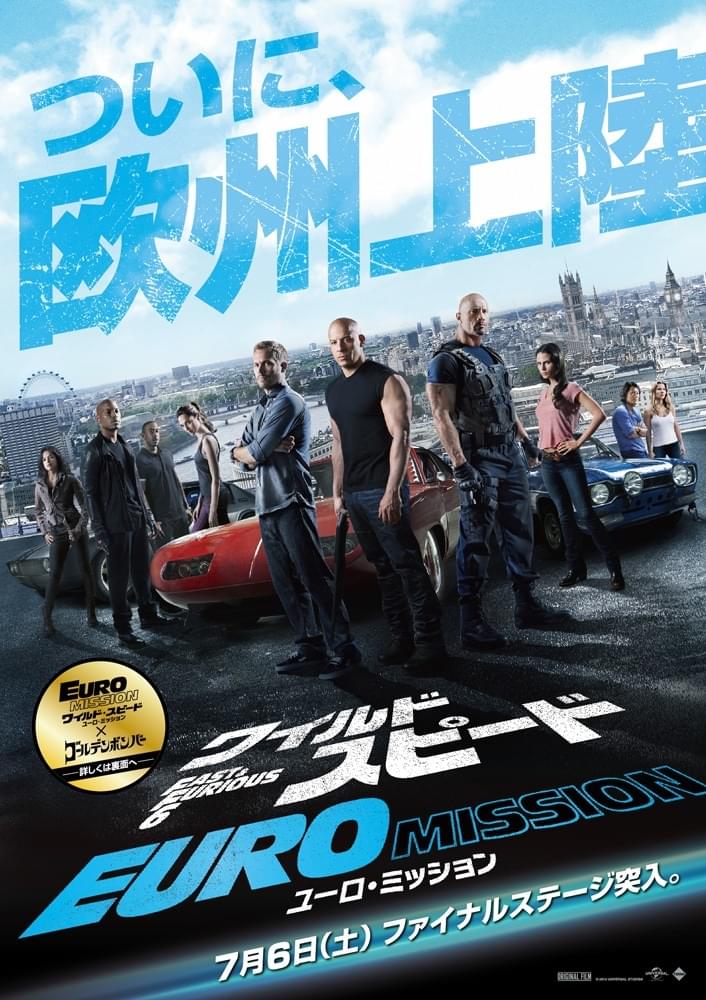 ついに、
欧州上陸
EURO
MISSION
ワイルド・スピード
ユーロ・ミッション
×
ゴールデンボンバー
詳しくは裏面へ
ワイルド
スピード
FAST &
FURIOUS
6
EURO MISSION
ユーロ・ミッション
7月6日(土) ファイナルステージ突入。
ORIGINAL FILM
UNIVERSAL